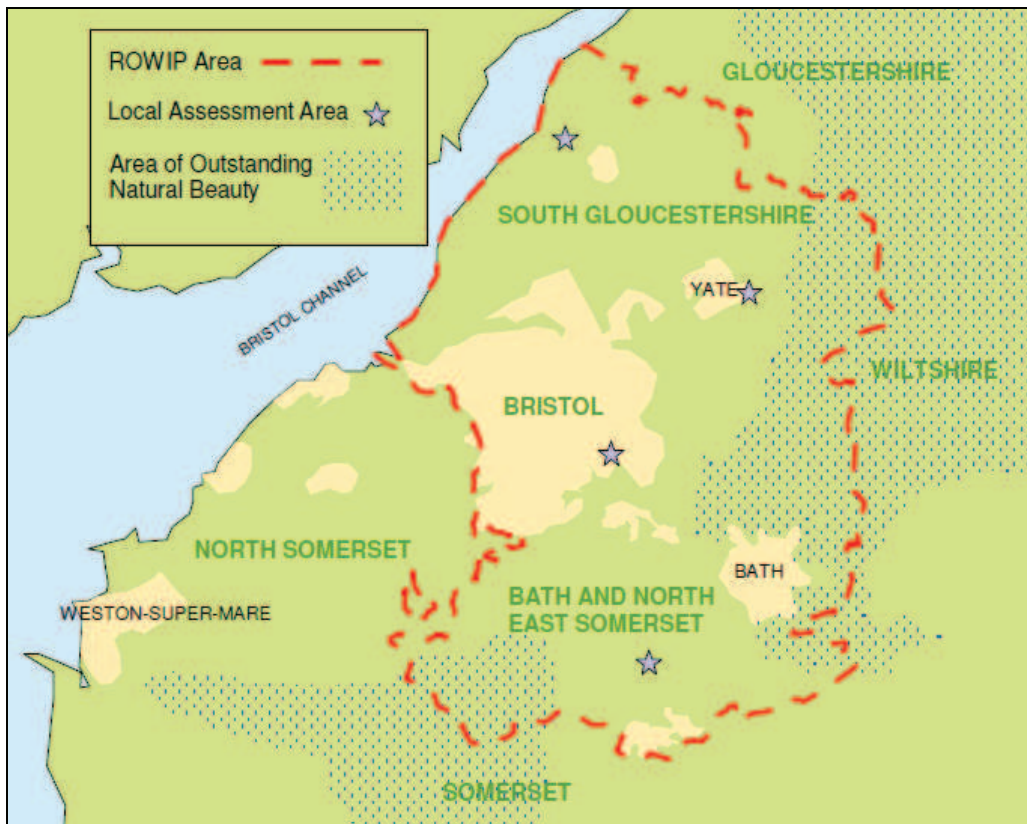 ROWIP Area
Local Assessment Area
Area of Outstanding
Natural Beauty
GLOUCESTERSHIRE
SOUTH GLOUCESTERSHIRE
YATE
BRISTOL CHANNEL
WILTSHIRE
BRISTOL
NORTH SOMERSET
BATH
BATH AND NORTH
EAST SOMERSET
WESTON-SUPER-MARE
SOMERSET